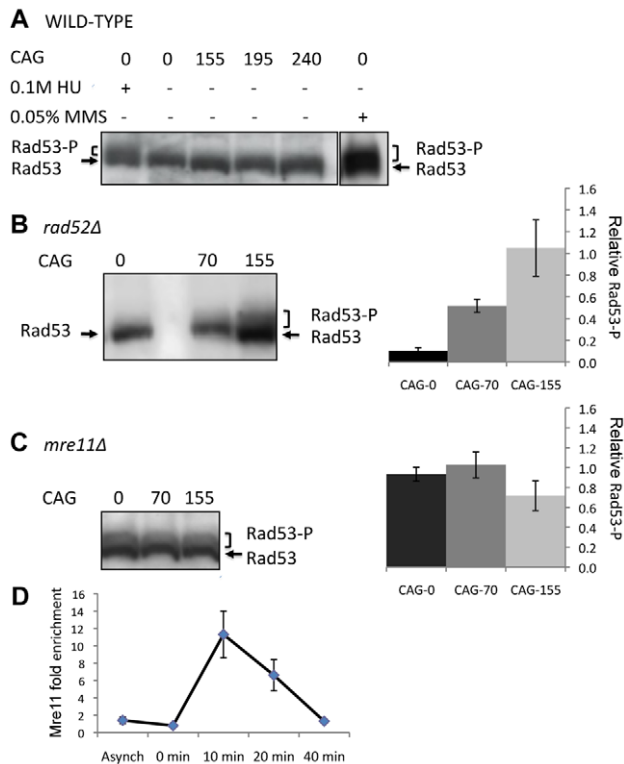 A WILD-TYPE
CAG 0 0 155 195 240 0
0.1M HU + - - - - -
0.05% MMS - - - - - +
Rad53-P
Rad53
Rad53-P
Rad53
B rad52Δ
CAG 0 70 155
Rad53
Rad53-P
Rad53
1.6
1.4
1.2
1.0
0.8
0.6
0.4
0.2
0.0
Relative Rad53-P
CAG-0 CAG-70 CAG-155
C mre11Δ
CAG 0 70 155
Rad53-P
Rad53
1.6
1.4
1.2
1.0
0.8
0.6
0.4
0.2
0.0
Relative Rad53-P
CAG-0 CAG-70 CAG-155
D
Mre11 fold enrichment
16
14
12
10
8
6
4
2
0
Asynch 0 min 10 min 20 min 40 min